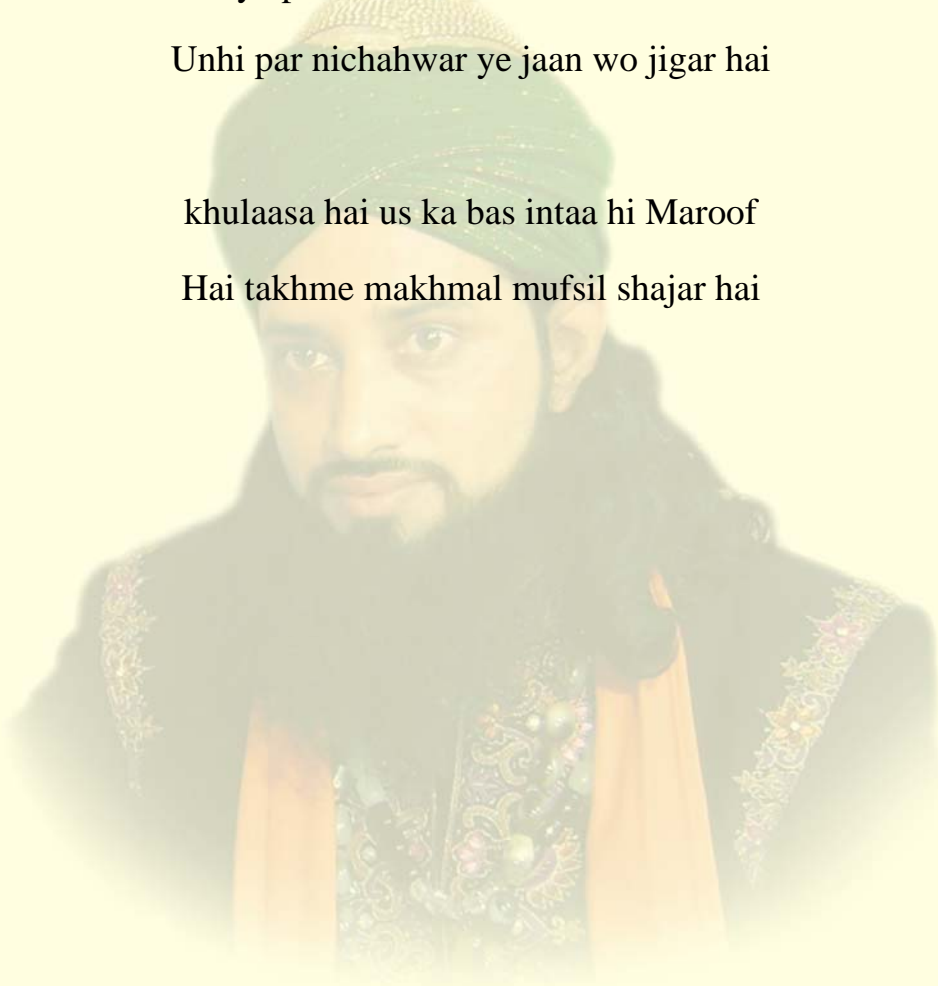 Unhi par nichahwar ye jaan wo jigar hai
khulaasa hai us ka bas intaa hi Maroof
Hai takhme makhmal mufsil shajar hai